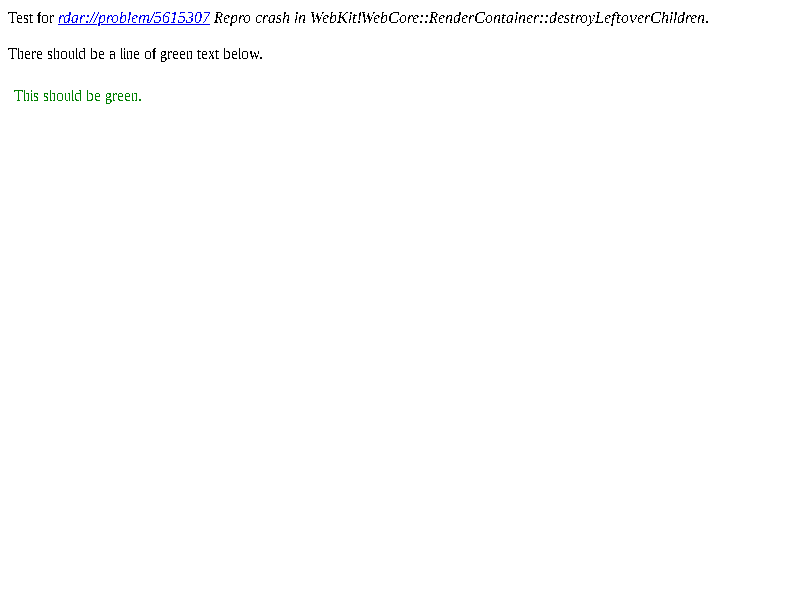 Test for rdar://problem/5615307 Repro crash in WebKit!WebCore::RenderContainer::destroyLeftoverChildren.
There should be a line of green text below.
This should be green.